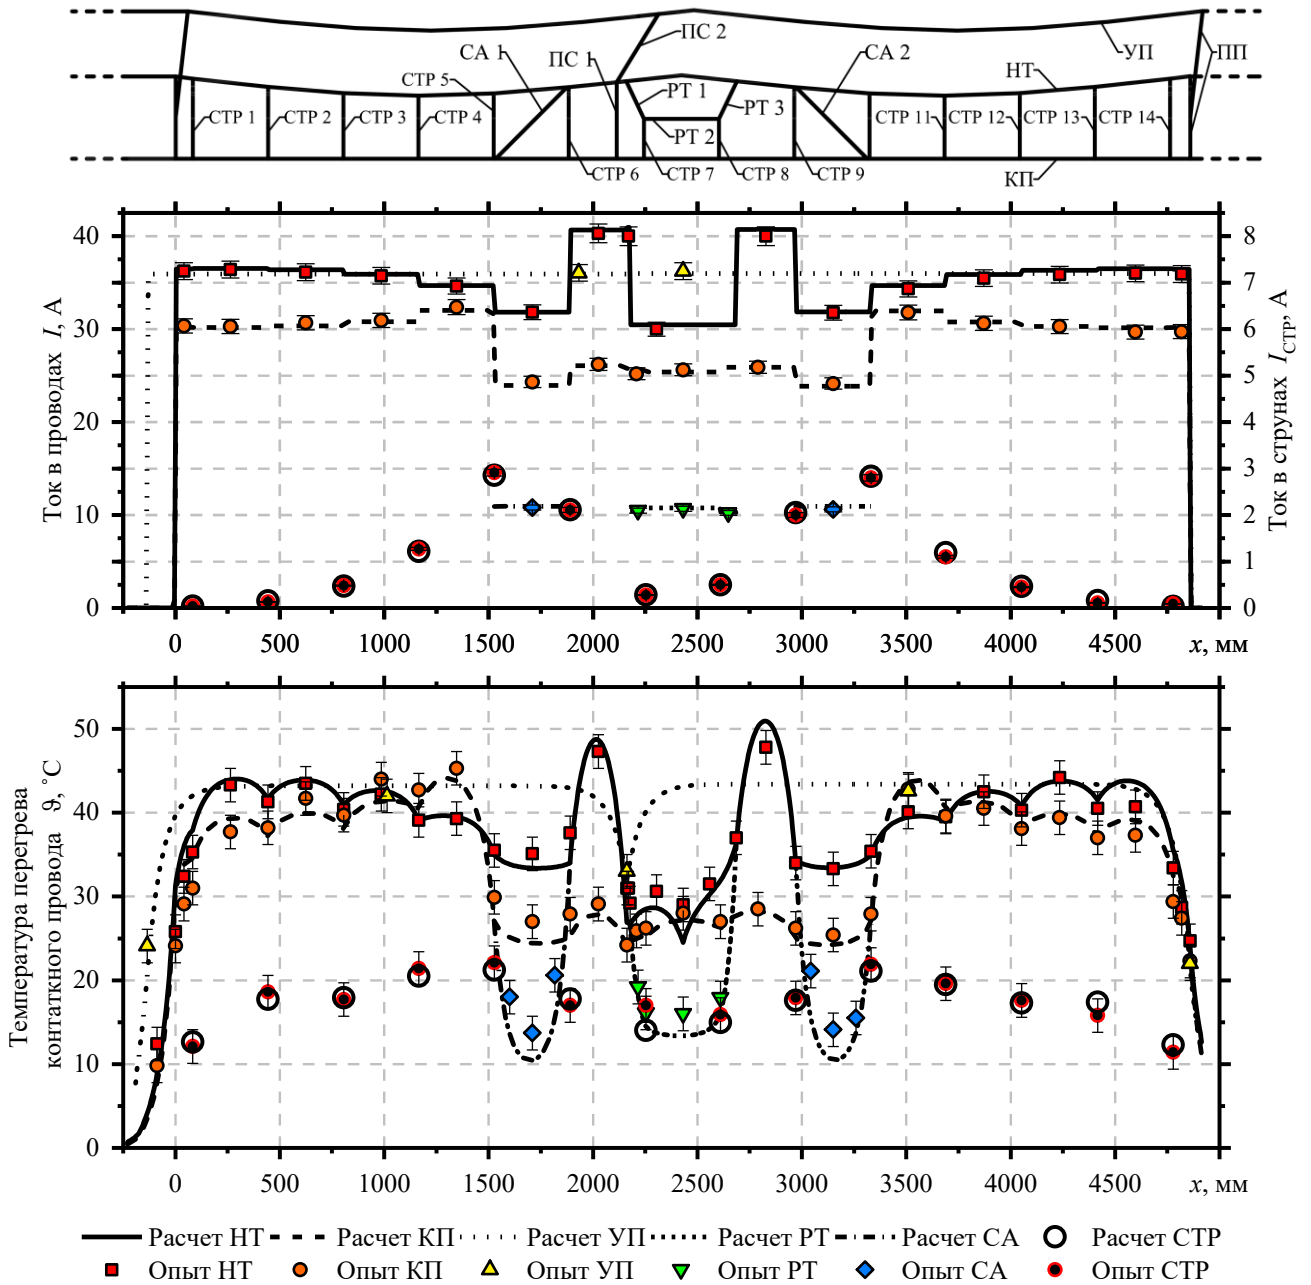 ПС 2
УП
ПП
СА 1
ПС 1
СА 2
НТ
СТР 5
РТ 1
РТ 3
СТР 1
СТР 2
СТР 3
СТР 4
РТ 2
СТР 11
СТР 12
СТР 13
СТР 14
СТР 6
СТР 7
СТР 8
СТР 9
КП
Ток в проводах I, А
40
30
20
10
0
8
7
6
5
4
3
2
1
0
Ток в струнах I СТР, А
0 500 1000 1500 2000 2500 3000 3500 4000 4500 x, мм
Температура перегрева
контактного провода ϑ, °С
50
40
30
20
10
0
0 500 1000 1500 2000 2500 3000 3500 4000 4500 x, мм
Расчет НТ Расчет КП Расчет УП Расчет РТ Расчет СА Расчет СТР
Опыт НТ Опыт КП Опыт УП Опыт РТ Опыт СА Опыт СТР